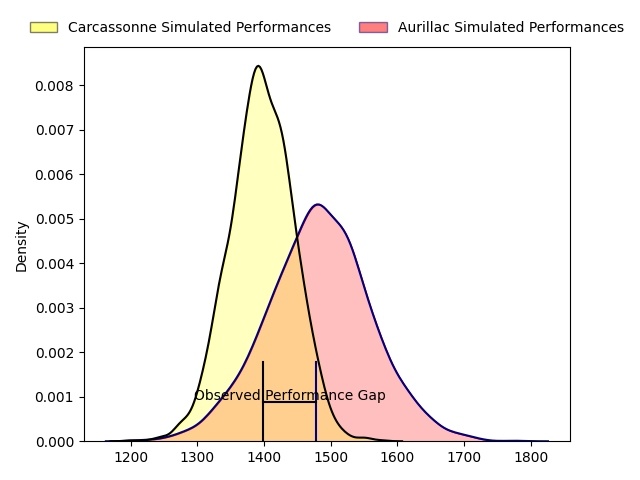 Carcassonne Simulated Performances Aurillac Simulated Performances
0.008
0.007
0.006
0.005
0.004
0.003
0.002
0.001
0.000
Density
Observed Performance Gap
1200 1300 1400 1500 1600 1700 1800